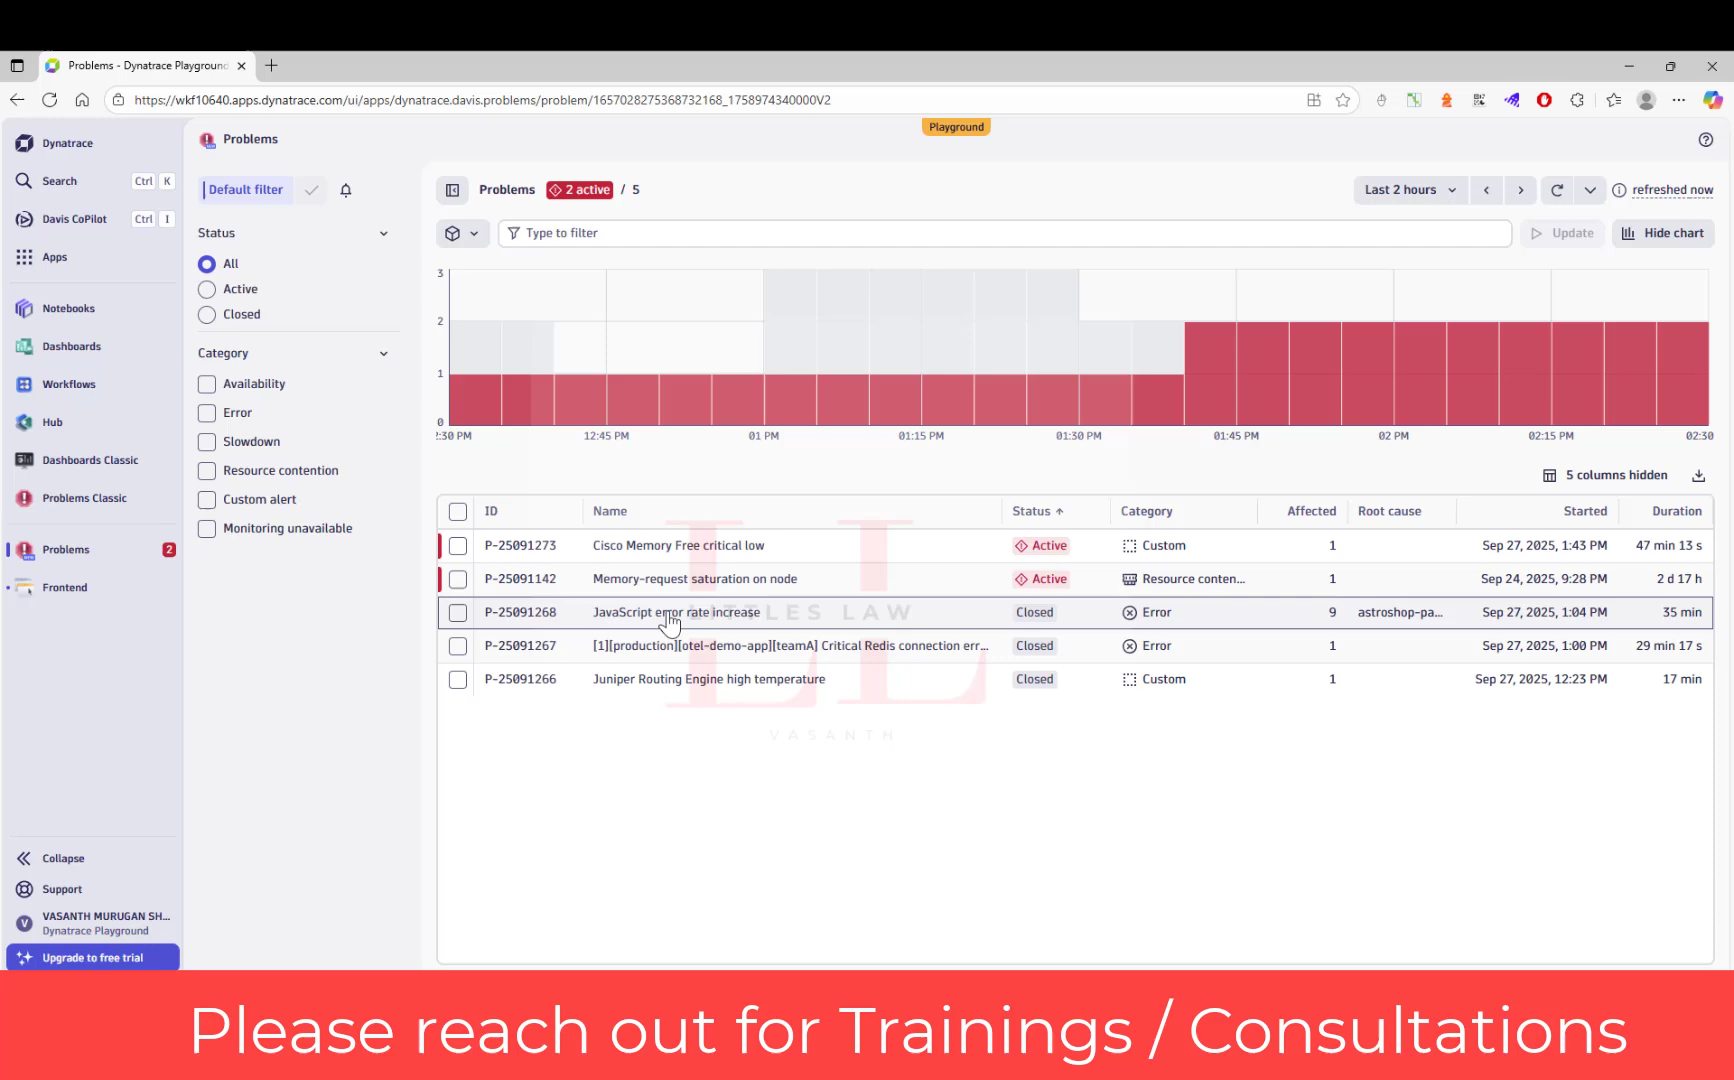 Problems - Dynatrace Playground
https://wkf10640.apps.dynatrace.com/ui/apps/dynatrace.davis.problems/problem/1657028275368732168_1758974340000V2
Playground
Dynatrace
Search Ctrl K
Davis CoPilot Ctrl I
Apps
Notebooks
Dashboards
Workflows
Hub
Dashboards Classic
Problems Classic
Problems 2
Frontend
Collapse
Support
V
VASANTH MURUGAN SH...
Dynatrace Playground
Upgrade to free trial
Problems
Default filter
Status
All
Active
Closed
Category
Availability
Error
Slowdown
Resource contention
Custom alert
Monitoring unavailable
Problems 2 active / 5
Last 2 hours
refreshed now
Type to filter
Update
Hide chart
3
2
1
0
:30 PM 12:45 PM 01 PM 01:15 PM 01:30 PM 01:45 PM 02 PM 02:15 PM 02:30
5 columns hidden
ID Name Status Category Affected Root cause Started Duration
P-25091273 Cisco Memory Free critical low Active Custom 1 Sep 27, 2025, 1:43 PM 47 min 13 s
P-25091142 Memory-request saturation on node Active Resource conten... 1 Sep 24, 2025, 9:28 PM 2 d 17 h
P-25091268 JavaScript error rate increase Closed Error 9 astroshop-pa... Sep 27, 2025, 1:04 PM 35 min
P-25091267 [1][production][otel-demo-app][teamA] Critical Redis connection err... Closed Error 1 Sep 27, 2025, 1:00 PM 29 min 17 s
P-25091266 Juniper Routing Engine high temperature Closed Custom 1 Sep 27, 2025, 12:23 PM 17 min
LL
LITTLES LAW
LL
VASANTH
Please reach out for Trainings / Consultations